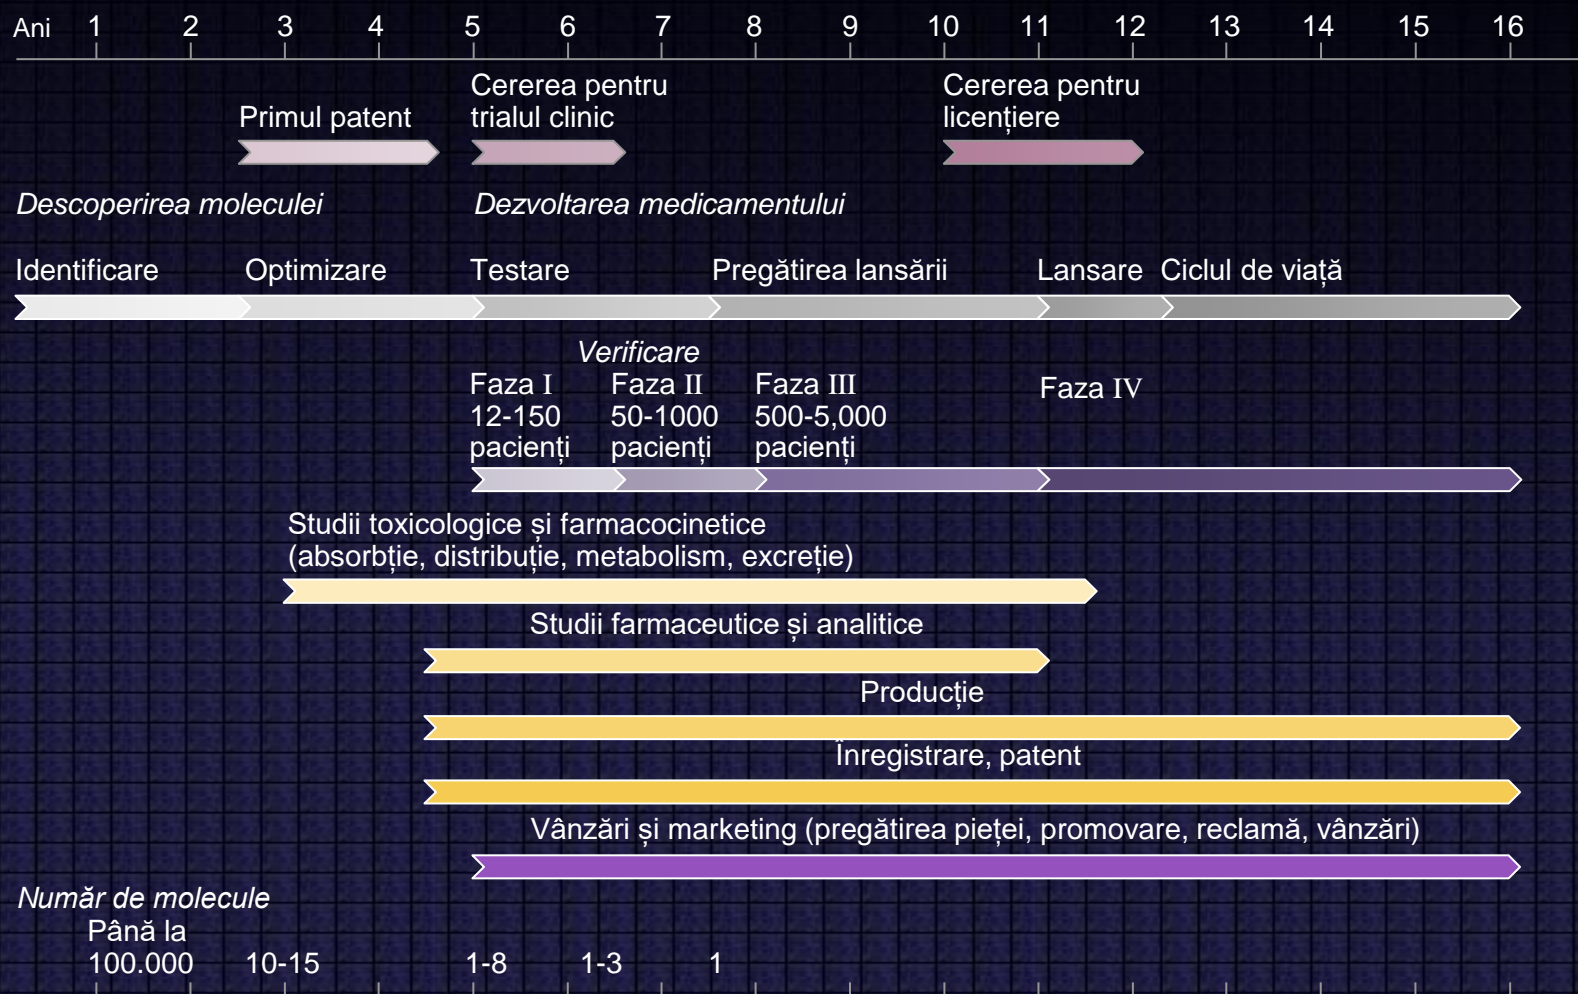 Ani 1 2 3 4 5 6 7 8 9 10 11 12 13 14 15 16
Primul patent
Cererea pentru
trialul clinic
Cererea pentru
licențiere
Descoperirea moleculei
Dezvoltarea medicamentului
Identificare Optimizare Testare Pregătirea lansării Lansare Ciclul de viață
Verificare
Faza I
12-150
pacienți
Faza II
50-1000
pacienți
Faza III
500-5,000
pacienți
Faza IV
Studii toxicologice și farmacocinetice
(absorbție, distribuție, metabolism, excreție)
Studii farmaceutice și analitice
Producție
Înregistrare, patent
Vânzări și marketing (pregătirea pieței, promovare, reclamă, vânzări)
Număr de molecule
Până la
100.000 10-15 1-8 1-3 1